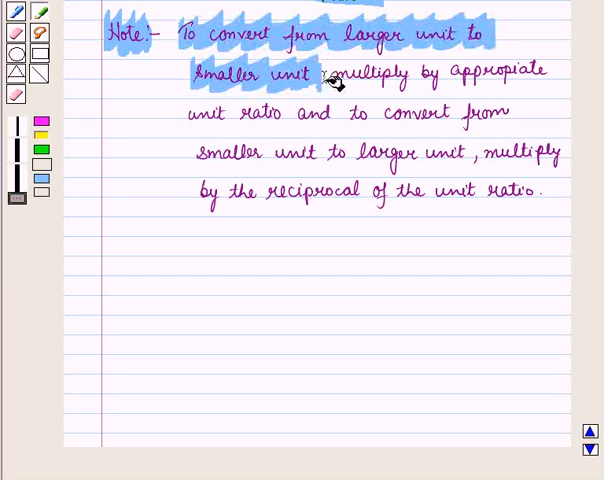 Note:- To convert from larger unit to
smaller unit, multiply by appropiate
unit ratio and to convert from
smaller unit to larger unit, multiply
by the reciprocal of the unit ratio.